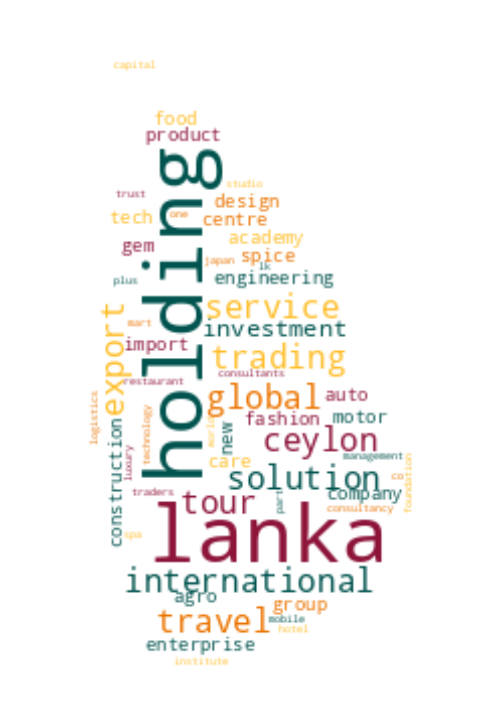 capital
food
product
holding
trust
studio
design
tech
one
centre
academy
gem
spice
japan
lk
plus
engineering
export
service
mart
investment
import
trading
consultants
restaurant
global
auto
logistics
technology
fashion
motor
world
new
ceylon
construction
luxury
care
management
solution
co
foundation
traders
company
tour
part
consultancy
lanka
spa
international
agro
group
travel
mobile
hotel
enterprise
institute